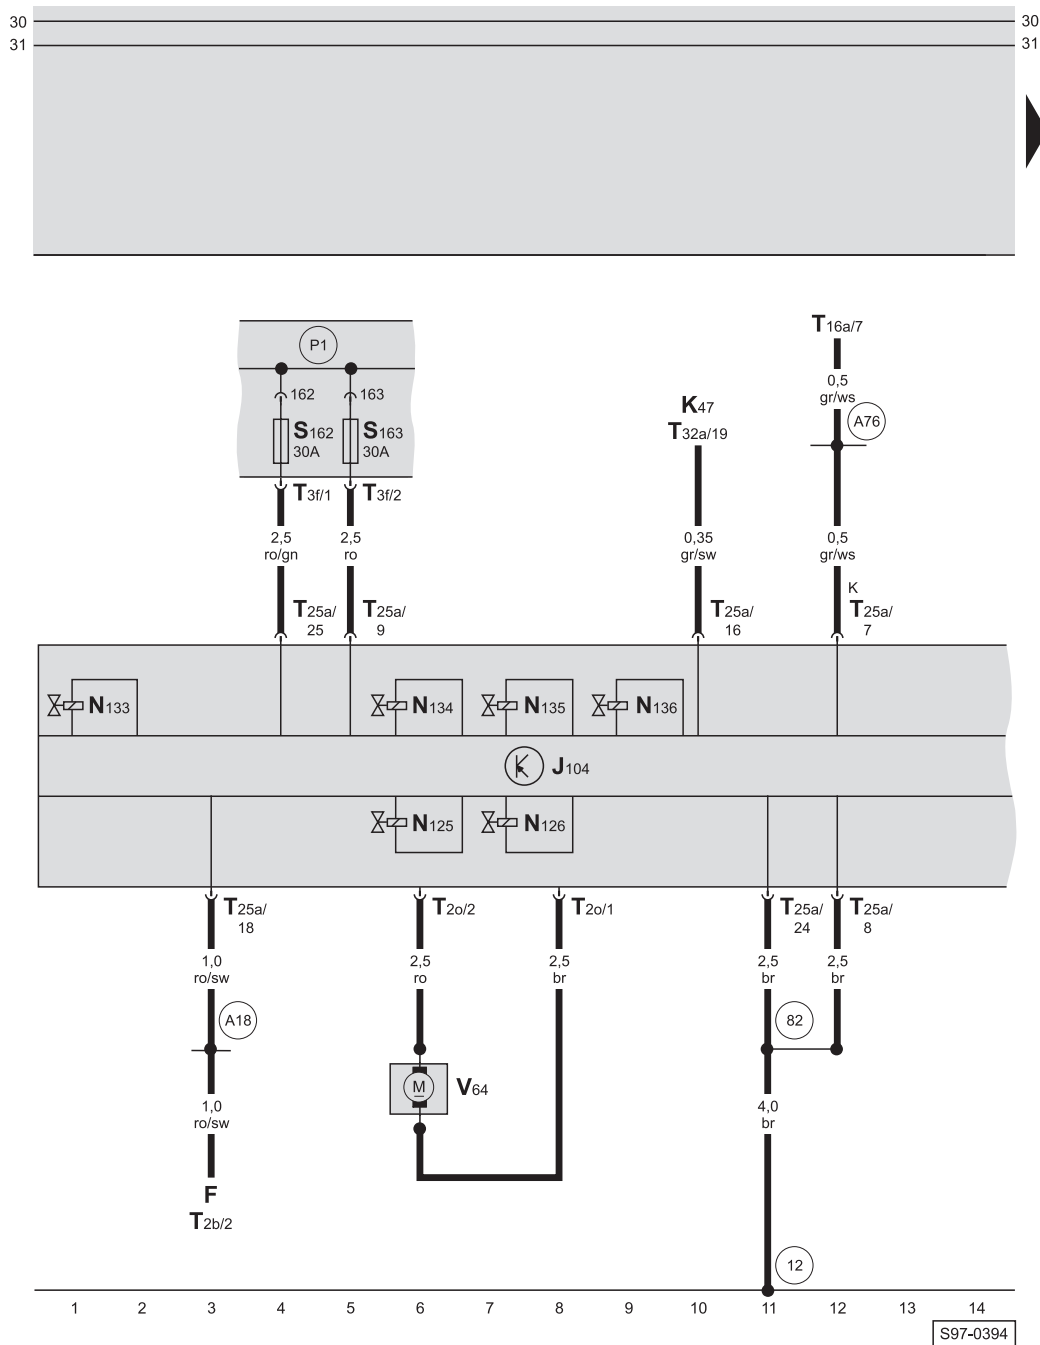 30 30
31 31
P1
162 163
S162 S163
30A 30A
T3f/1 T3f/2
2,5 2,5
ro/gn ro
T25a/ T25a/
25 9
K47
T32a/19
0,35
gr/sw
T25a/
16
T16a/7
0,5
gr/ws
A76
0,5
gr/ws
K
T25a/
7
N133 N134 N135 N136
J104
N125 N126
T25a/
18
T2o/2 T2o/1
T25a/ T25a/
24 8
1,0
ro/sw
2,5
ro
2,5
br
2,5
br
2,5
br
A18
82
M
V64
1,0
ro/sw
4,0
br
F
T2b/2
12
1 2 3 4 5 6 7 8 9 10 11 12 13 14
S97-0394